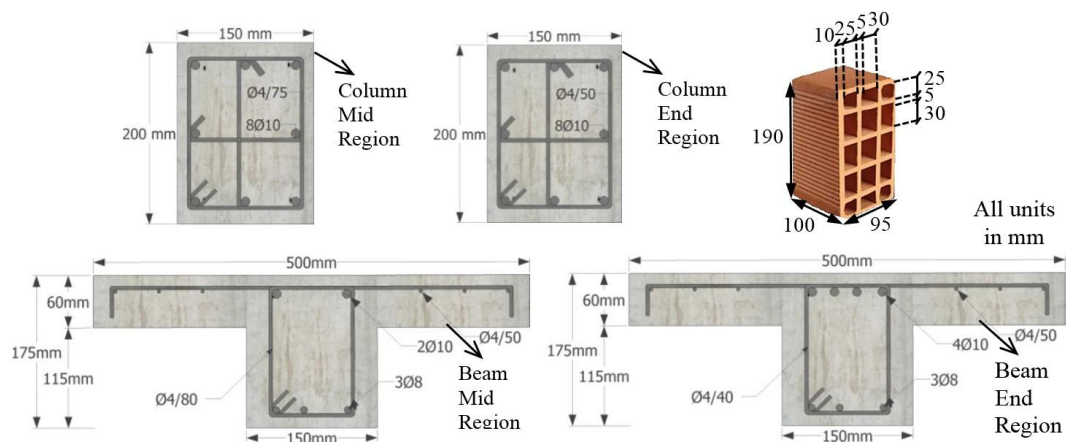 150 mm
200 mm
Ø4/75
8Ø10
Column
Mid
Region
150 mm
200 mm
Ø4/50
8Ø10
Column
End
Region
10 25 5 30
25
5
30
190
100
95
All units
in mm
500mm
60mm
175mm
115mm
Ø4/80
2Ø10
Ø4/50
3Ø8
Beam
Mid
Region
150mm
500mm
60mm
175mm
115mm
Ø4/40
4Ø10
Ø4/50
3Ø8
Beam
End
Region
150mm